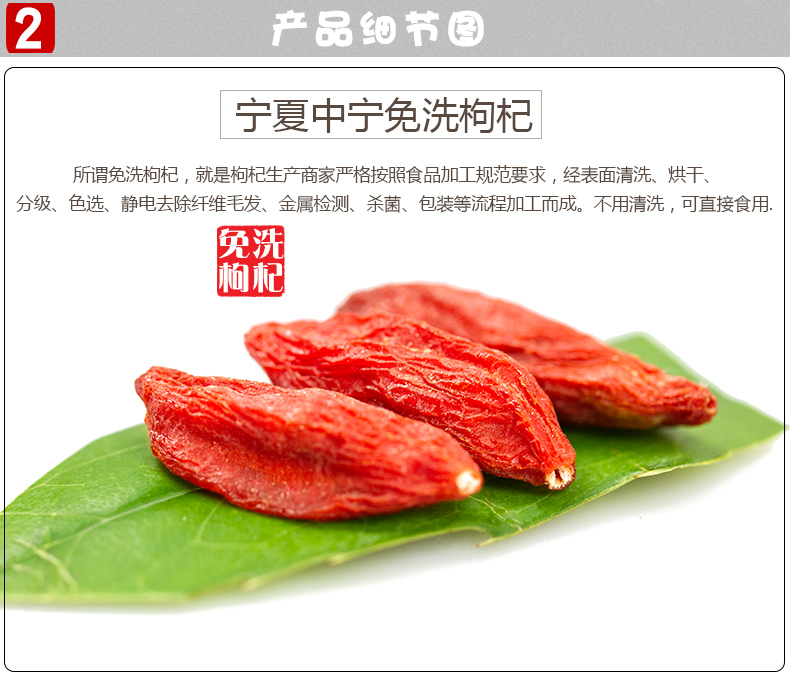 2
产品细节图
宁夏中宁免洗枸杞
所谓免洗枸杞，就是枸杞生产商家严格按照食品加工规范要求，经表面清洗、烘干、
分级、色选、静电去除纤维毛发、金属检测、杀菌、包装等流程加工而成。不用清洗，可直接食用.
免洗
枸杞